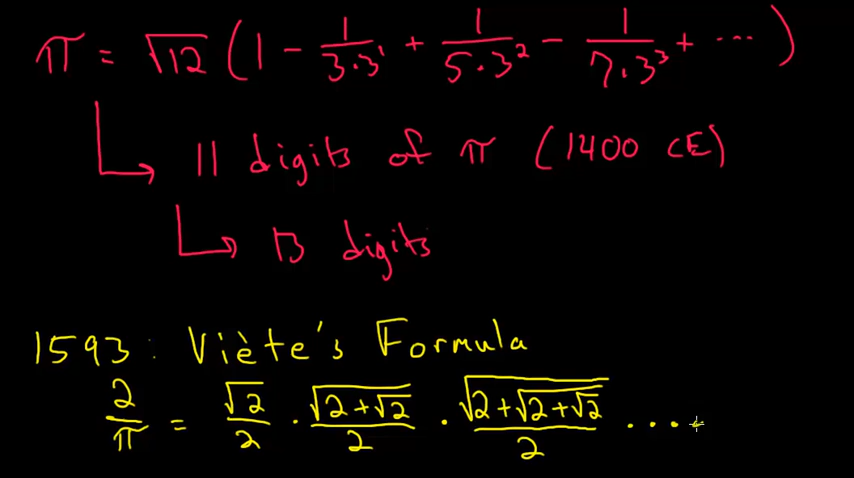 π = √12 (1 - 1/(3·3¹) + 1/(5·3²) - 1/(7·3³) + ...)
11 digits of π (1400 CE)
13 digits
1593: Viète's Formula
2/π = √2/2 · √(2+√2)/2 · √(2+√(2+√2))/2 · ...